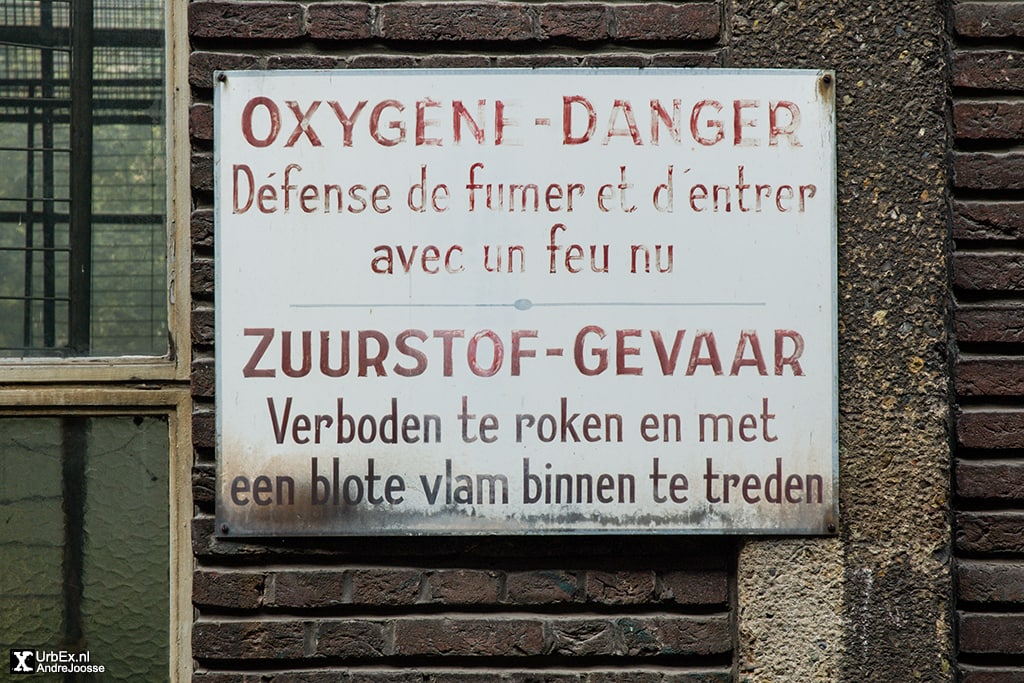 OXYGÈNE-DANGER
Défense de fumer et d'entrer
avec un feu nu
ZUURSTOF-GEVAAR
Verboden te roken en met
een blote vlam binnen te treden
X UrbEx.nl
AndreJoosse